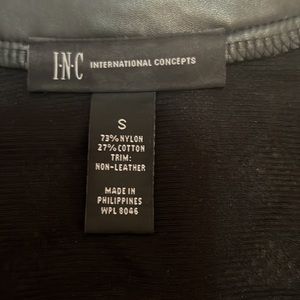 I·N·C INTERNATIONAL CONCEPTS
S
73% NYLON
27% COTTON
TRIM:
NON-LEATHER
MADE IN
PHILIPPINES
WPL 8046